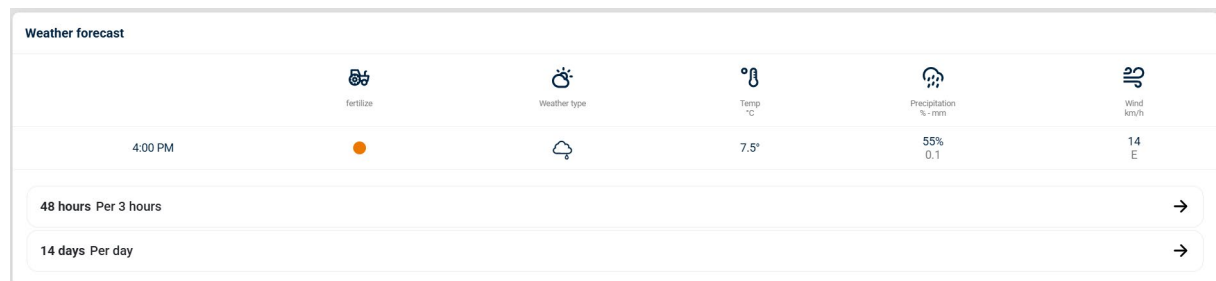 Weather forecast
fertilize
Weather type
Temp
°C
Precipitation
% - mm
Wind
km/h
4:00 PM
7.5°
55%
0.1
14
E
48 hours Per 3 hours
14 days Per day